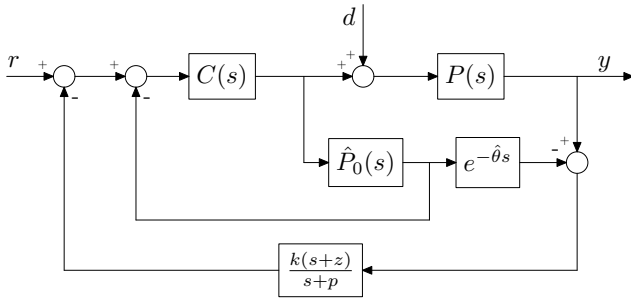 d
r + - + - C(s) + + P(s) y
P̂₀(s) e^{-θ̂s} - +
k(s+z)
s+p